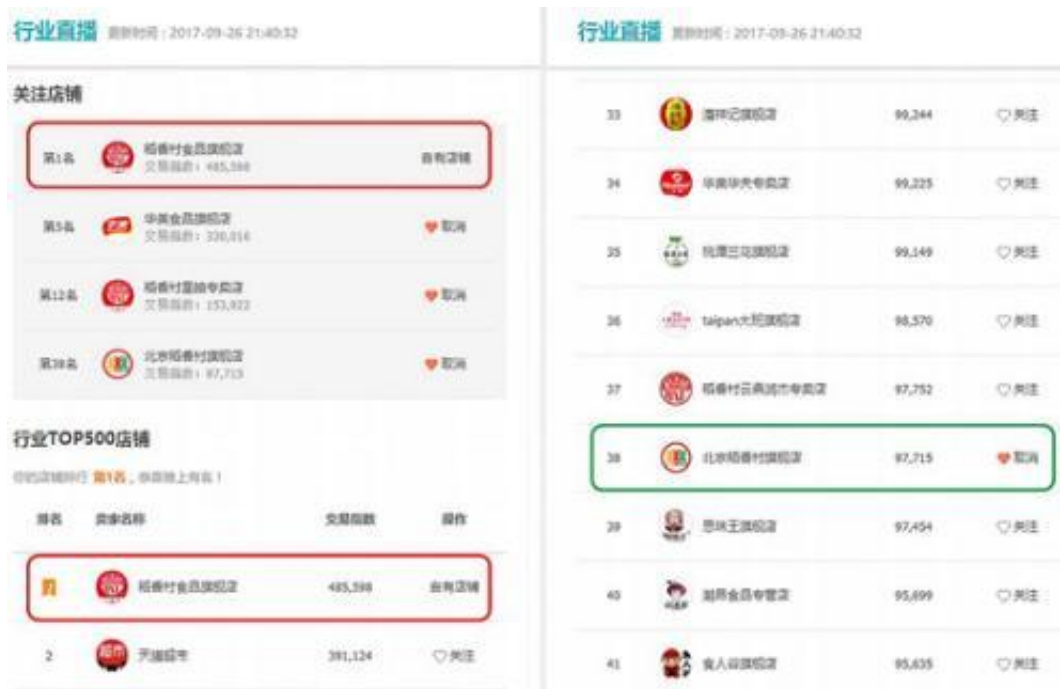 行业直播 更新时间：2017-09-26 21:40:32
关注店铺
第1名 稻香村食品旗舰店 自有店铺
交易指数：485,598
第5名 华美食品旗舰店 取消
交易指数：330,016
第12名 稻香村 专卖店 取消
交易指数：153,922
第38名 北京稻香村旗舰店 取消
交易指数：97,715
行业TOP500店铺
你的店铺排行 第1名，恭喜榜上有名！
排名 卖家名称 交易指数 操作
1 稻香村食品旗舰店 485,598 自有店铺
2 天猫超市 391,124 关注
行业直播 更新时间：2017-09-26 21:40:32
33 潘祥记旗舰店 99,244 关注
34 华美华夫专卖店 99,225 关注
35 桃潭三花旗舰店 99,149 关注
36 taipan大班旗舰店 98,570 关注
37 稻香村 专卖店 97,752 关注
38 北京稻香村旗舰店 97,715 取消
39 思味王旗舰店 97,454 关注
40 食品专营店 95,699 关注
41 食人谷旗舰店 95,635 关注